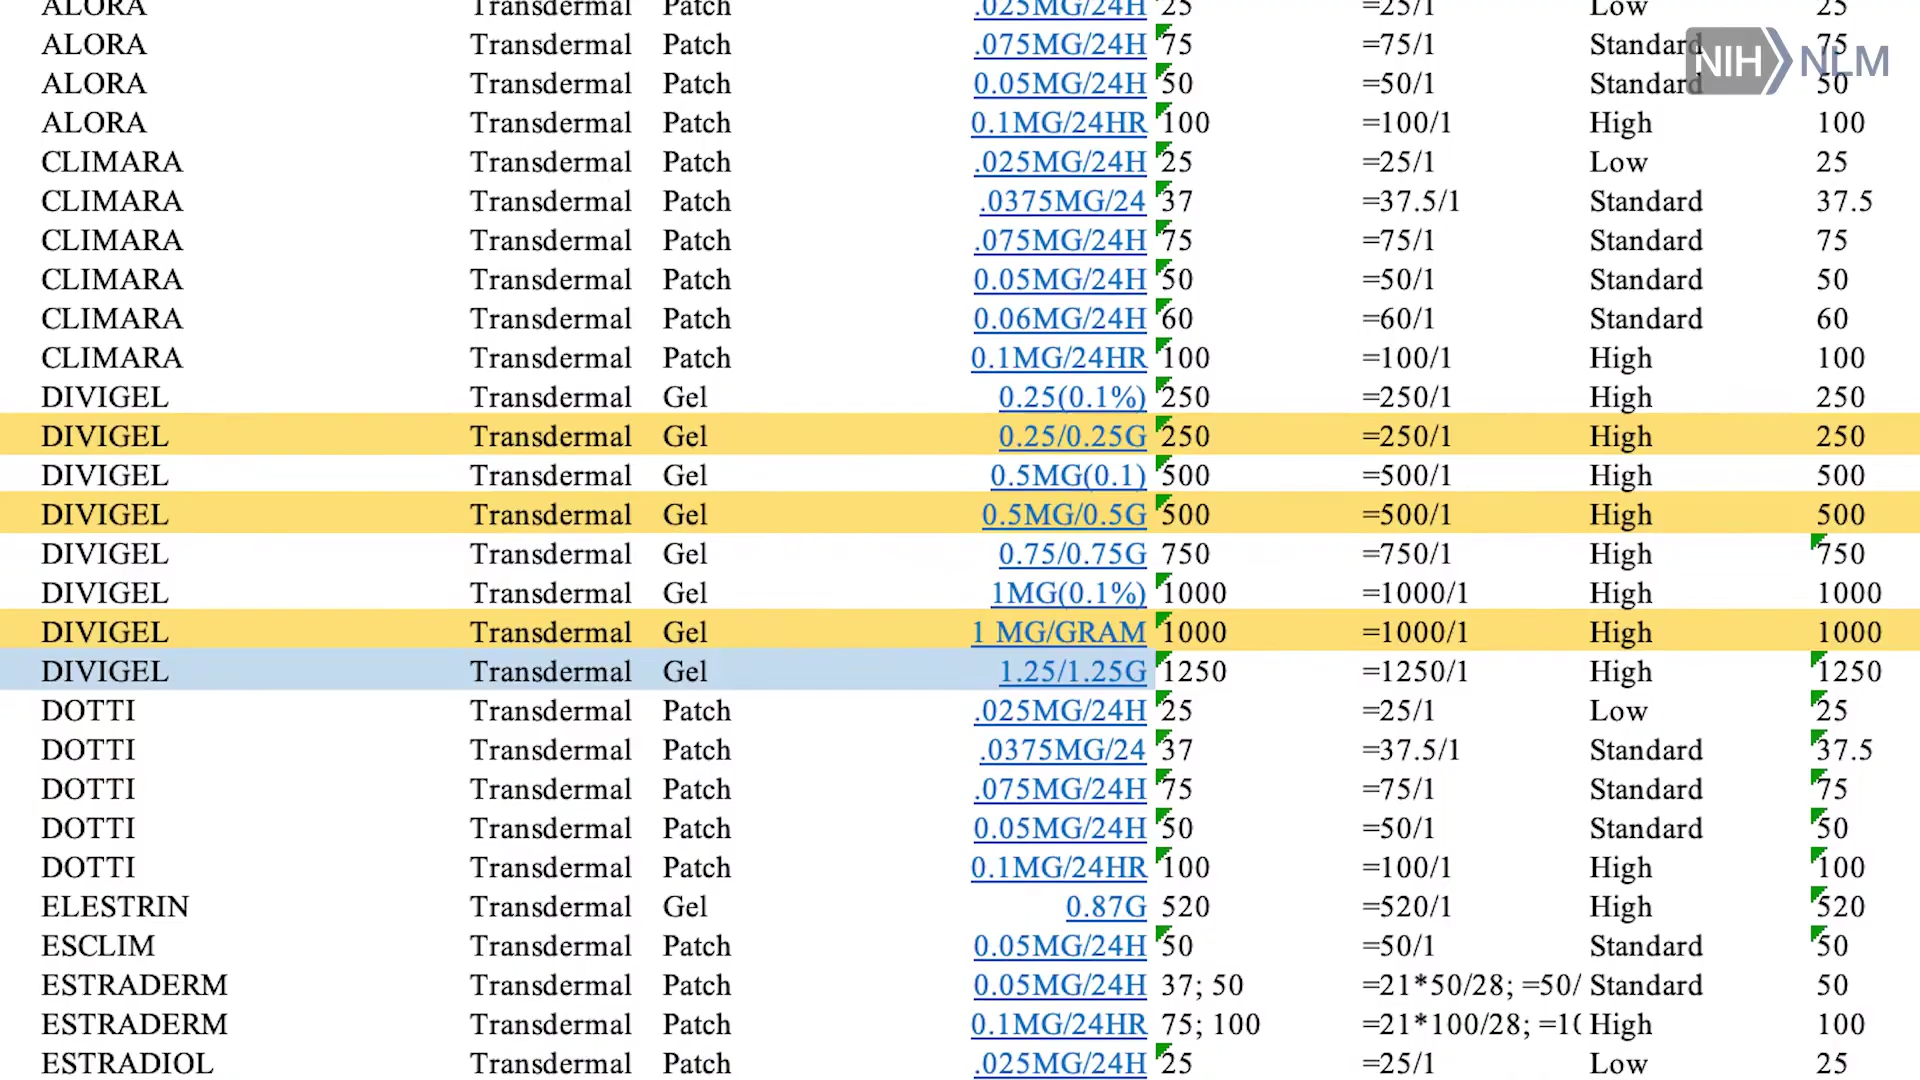 ALORA Transdermal Patch .025MG/24H 25 =25/1 Low 25
ALORA Transdermal Patch .075MG/24H 75 =75/1 Standard 75
NIH NLM
ALORA Transdermal Patch 0.05MG/24H 50 =50/1 Standard 50
ALORA Transdermal Patch 0.1MG/24HR 100 =100/1 High 100
CLIMARA Transdermal Patch .025MG/24H 25 =25/1 Low 25
CLIMARA Transdermal Patch .0375MG/24 37 =37.5/1 Standard 37.5
CLIMARA Transdermal Patch .075MG/24H 75 =75/1 Standard 75
CLIMARA Transdermal Patch 0.05MG/24H 50 =50/1 Standard 50
CLIMARA Transdermal Patch 0.06MG/24H 60 =60/1 Standard 60
CLIMARA Transdermal Patch 0.1MG/24HR 100 =100/1 High 100
DIVIGEL Transdermal Gel 0.25(0.1%) 250 =250/1 High 250
DIVIGEL Transdermal Gel 0.25/0.25G 250 =250/1 High 250
DIVIGEL Transdermal Gel 0.5MG(0.1) 500 =500/1 High 500
DIVIGEL Transdermal Gel 0.5MG/0.5G 500 =500/1 High 500
DIVIGEL Transdermal Gel 0.75/0.75G 750 =750/1 High 750
DIVIGEL Transdermal Gel 1MG(0.1%) 1000 =1000/1 High 1000
DIVIGEL Transdermal Gel 1 MG/GRAM 1000 =1000/1 High 1000
DIVIGEL Transdermal Gel 1.25/1.25G 1250 =1250/1 High 1250
DOTTI Transdermal Patch .025MG/24H 25 =25/1 Low 25
DOTTI Transdermal Patch .0375MG/24 37 =37.5/1 Standard 37.5
DOTTI Transdermal Patch .075MG/24H 75 =75/1 Standard 75
DOTTI Transdermal Patch 0.05MG/24H 50 =50/1 Standard 50
DOTTI Transdermal Patch 0.1MG/24HR 100 =100/1 High 100
ELESTRIN Transdermal Gel 0.87G 520 =520/1 High 520
ESCLIM Transdermal Patch 0.05MG/24H 50 =50/1 Standard 50
ESTRADERM Transdermal Patch 0.05MG/24H 37; 50 =21*50/28; =50/ Standard 50
ESTRADERM Transdermal Patch 0.1MG/24HR 75; 100 =21*100/28; =10 High 100
ESTRADIOL Transdermal Patch .025MG/24H 25 =25/1 Low 25